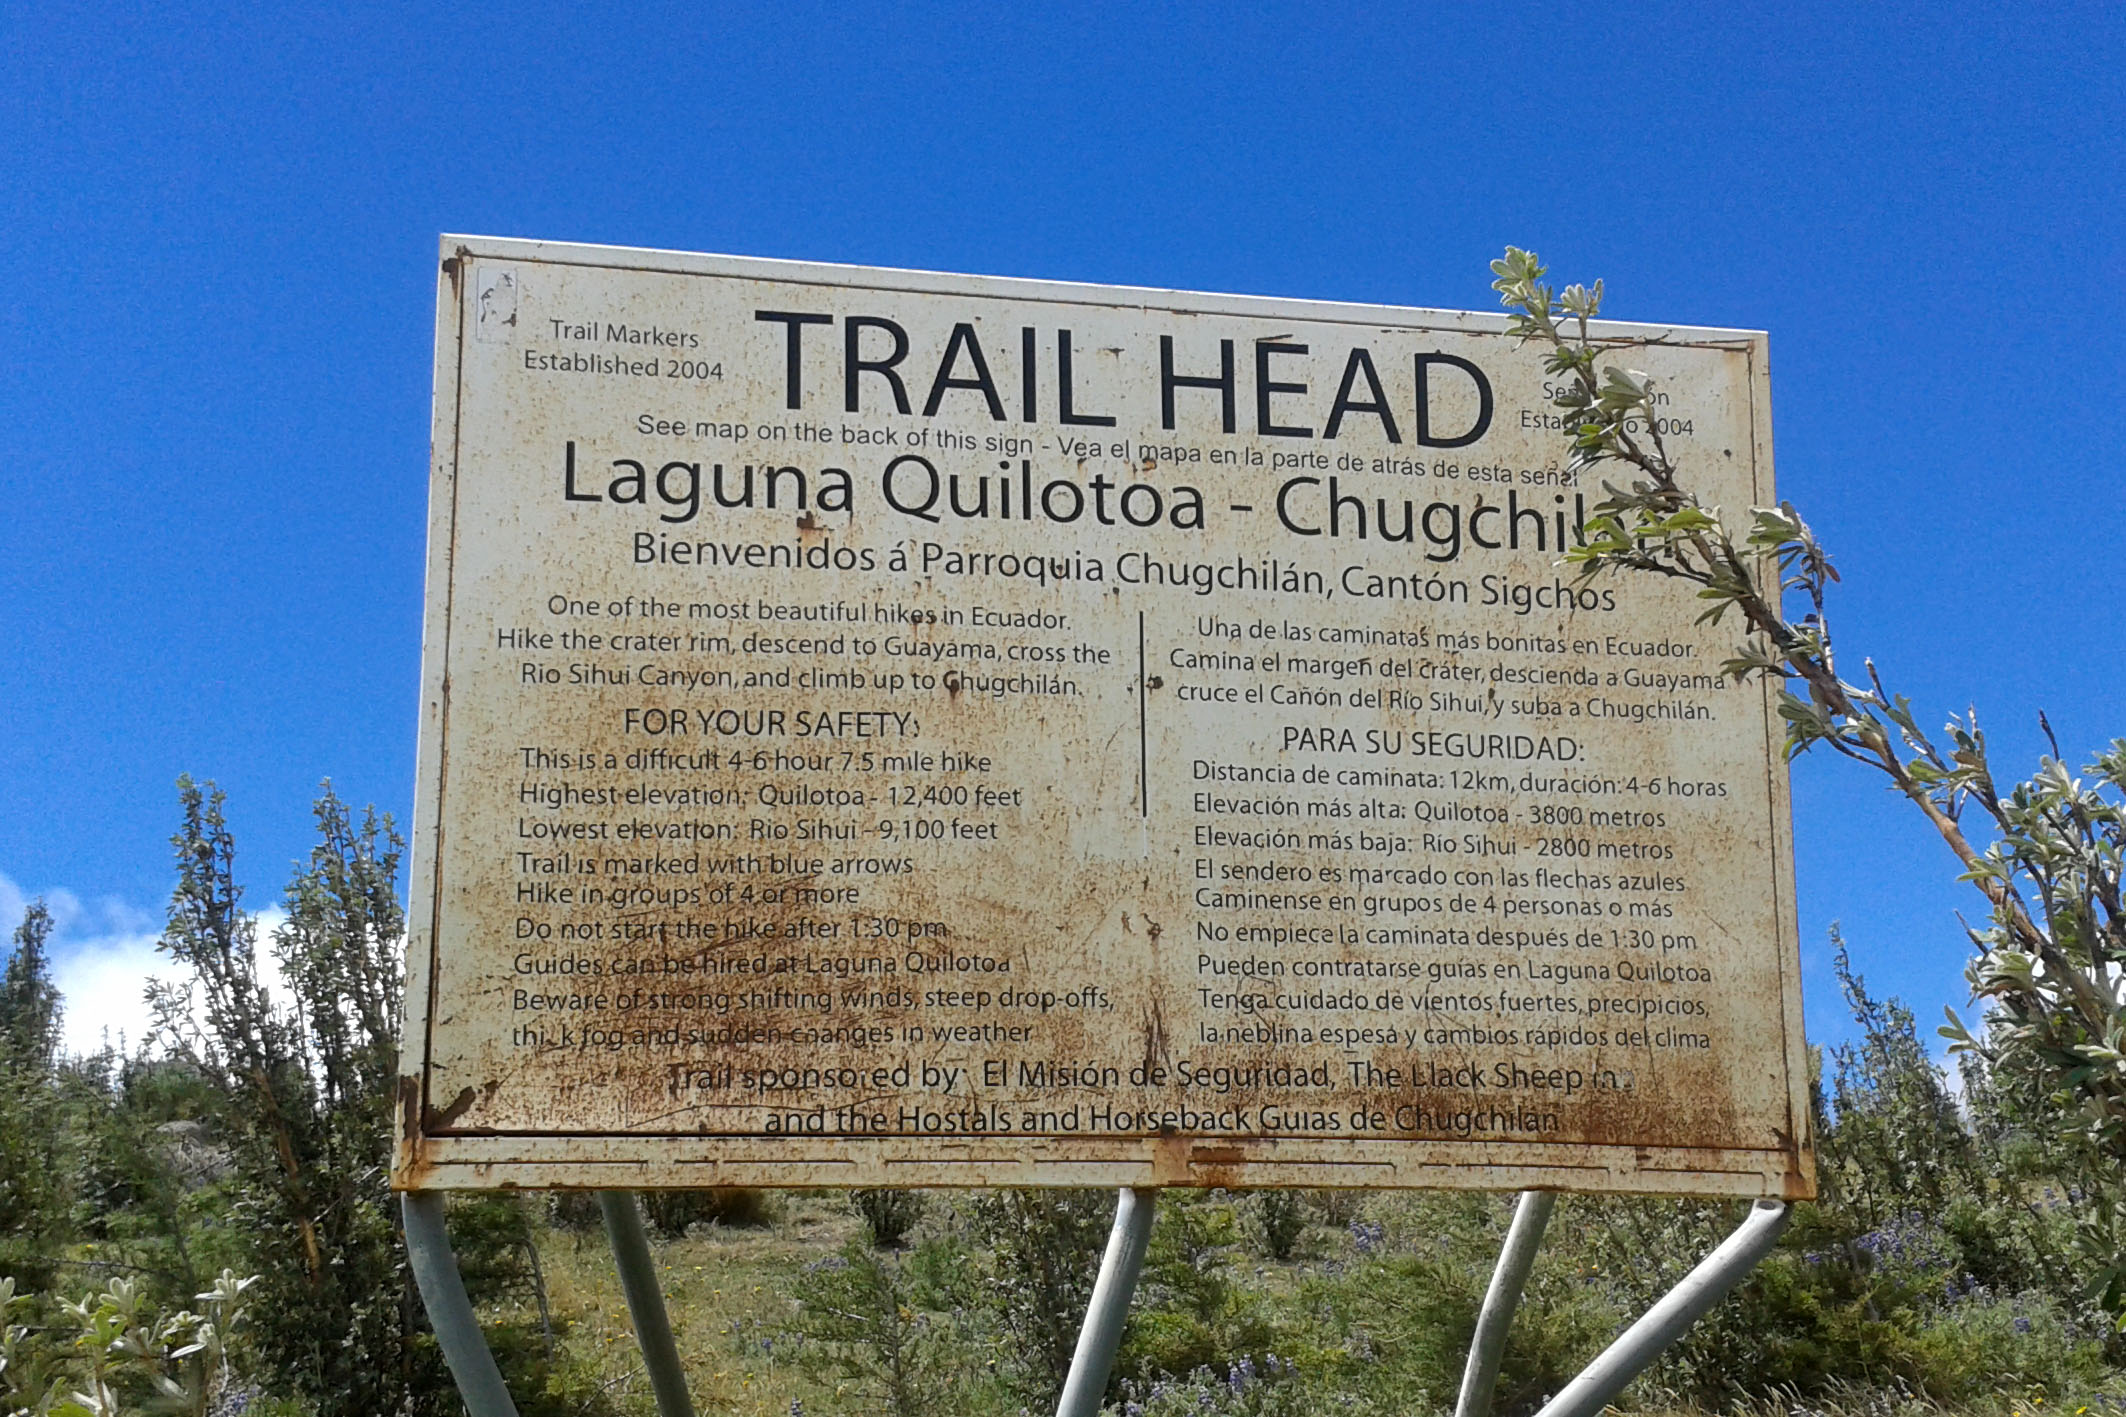 Trail Markers
Established 2004
TRAIL HEAD
2004
See map on the back of this sign - Vea el mapa en la parte de atrás de esta señal
Laguna Quilotoa - Chugchilán
Bienvenidos á Parroquia Chugchilán, Cantón Sigchos
One of the most beautiful hikes in Ecuador.
Hike the crater rim, descend to Guayama, cross the
Rio Sihui Canyon, and climb up to Chugchilán.
FOR YOUR SAFETY:
This is a difficult 4-6 hour 7.5 mile hike
Highest elevation: Quilotoa - 12,400 feet
Lowest elevation: Rio Sihui - 9,100 feet
Trail is marked with blue arrows
Hike in groups of 4 or more
Do not start the hike after 1:30 pm
Guides can be hired at Laguna Quilotoa
Beware of strong shifting winds, steep drop-offs,
thick fog and sudden changes in weather
Una de las caminatas más bonitas en Ecuador.
Camina el margen del cráter, descienda a Guayama
cruce el Cañón del Río Sihui, y suba a Chugchilán.
PARA SU SEGURIDAD:
Distancia de caminata: 12km, duración: 4-6 horas
Elevación más alta: Quilotoa - 3800 metros
Elevación más baja: Río Sihui - 2800 metros
El sendero es marcado con las flechas azules
Caminense en grupos de 4 personas o más
No empiece la caminata después de 1:30 pm
Pueden contratarse guías en Laguna Quilotoa
Tenga cuidado de vientos fuertes, precipicios,
la neblina espesa y cambios rápidos del clima
Trail sponsored by: El Misión de Seguridad, The Llack Sheep
and the Hostals and Horseback Guias de Chugchilan